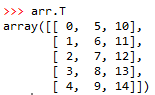 >>> arr.T
array([[ 0,  5, 10],
       [ 1,  6, 11],
       [ 2,  7, 12],
       [ 3,  8, 13],
       [ 4,  9, 14]])